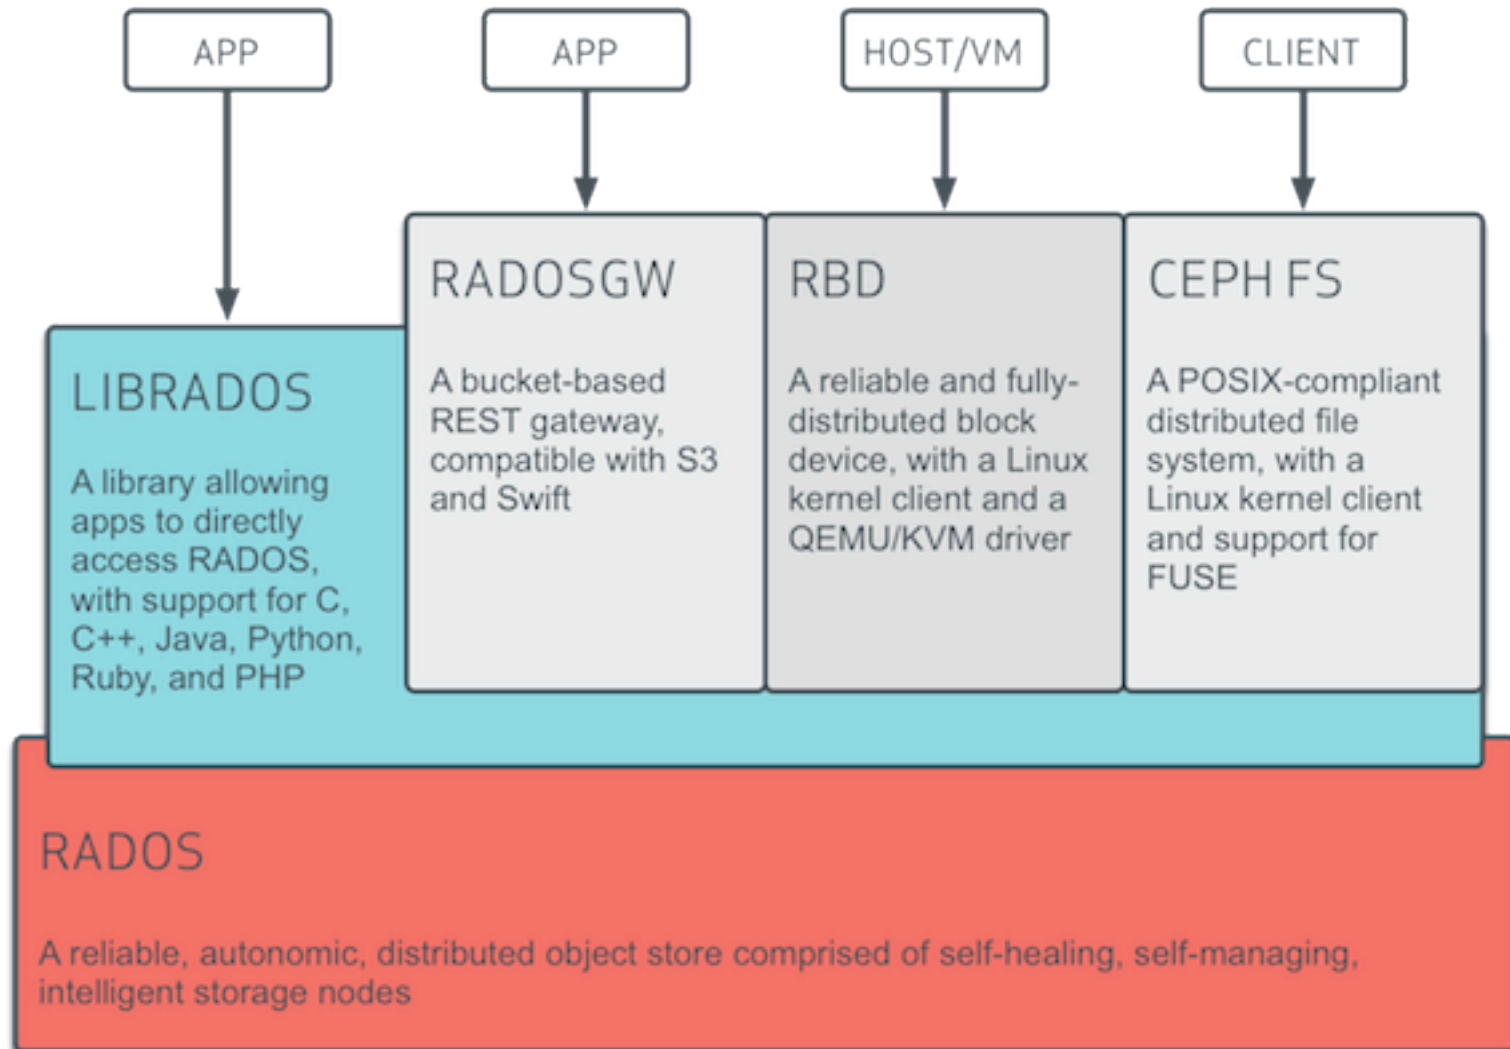 APP
APP
HOST/VM
CLIENT
LIBRADOS
A library allowing
apps to directly
access RADOS,
with support for C,
C++, Java, Python,
Ruby, and PHP
RADOSGW
A bucket-based
REST gateway,
compatible with S3
and Swift
RBD
A reliable and fully-
distributed block
device, with a Linux
kernel client and a
QEMU/KVM driver
CEPH FS
A POSIX-compliant
distributed file
system, with a
Linux kernel client
and support for
FUSE
RADOS
A reliable, autonomic, distributed object store comprised of self-healing, self-managing,
intelligent storage nodes